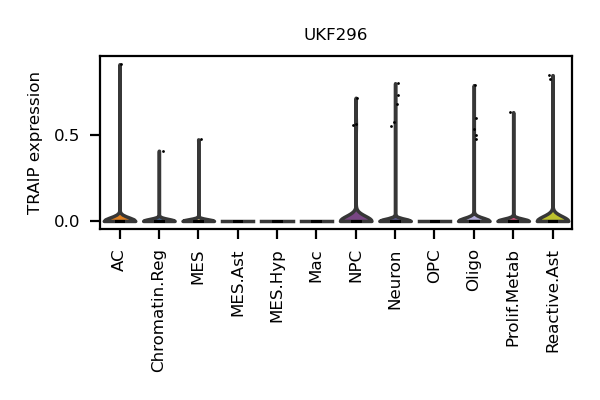 UKF296
TRAIP expression
0.5
0.0
AC
Chromatin.Reg
MES
MES.Ast
MES.Hyp
Mac
NPC
Neuron
OPC
Oligo
Prolif.Metab
Reactive.Ast